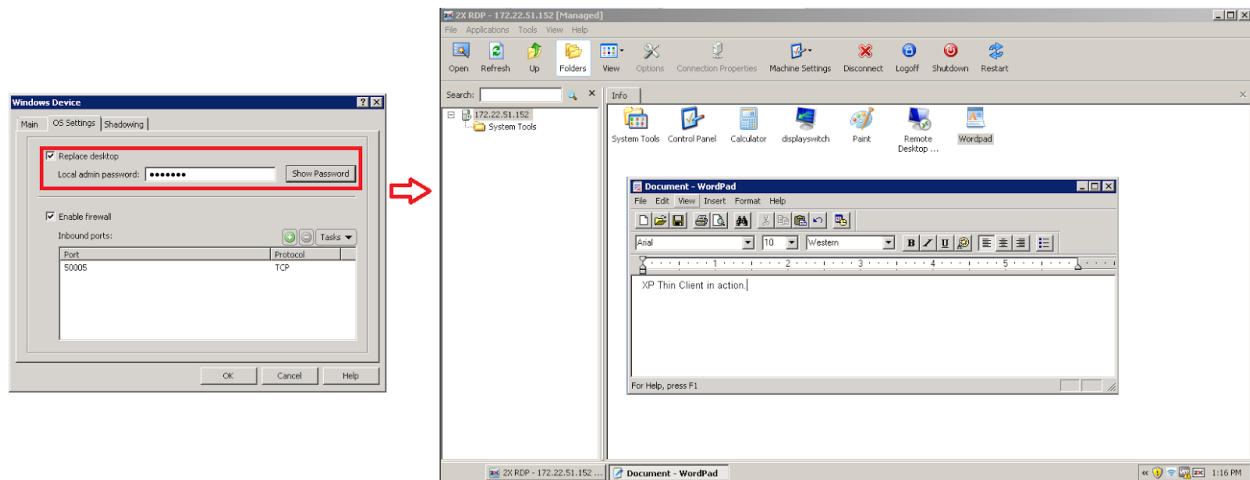 Windows Device
Main OS Settings Shadowing
Replace desktop
Local admin password: •••••••
Show Password
Enable firewall
Inbound ports:
Tasks
Port Protocol
50005 TCP
OK Cancel Help
2X RDP - 172.22.51.152 [Managed]
File Applications Tools View Help
Open Refresh Up Folders View Options Connection Properties Machine Settings Disconnect Logoff Shutdown Restart
Search:
172.22.51.152
System Tools
Info
System Tools Control Panel Calculator displayswitch Paint Remote Desktop ... Wordpad
Document - WordPad
File Edit View Insert Format Help
Arial 10 Western B / U
1 2 3 4 5
XP Thin Client in action.
For Help, press F1
2X RDP - 172.22.51.152 ... Document - WordPad
1:16 PM